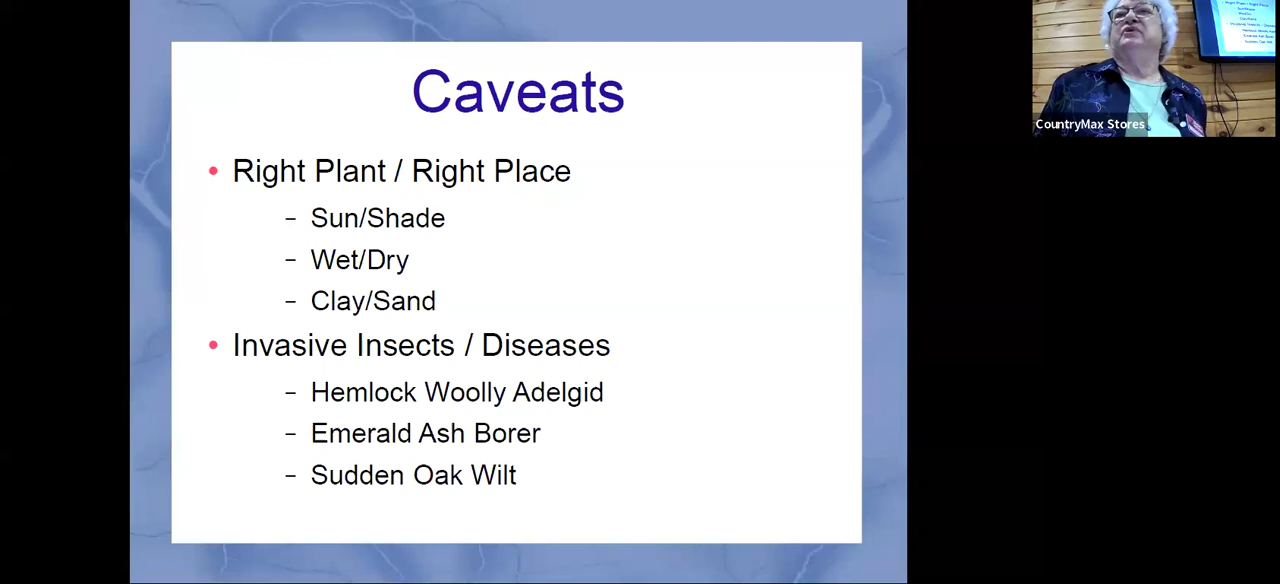 Caveats
• Right Plant / Right Place
– Sun/Shade
– Wet/Dry
– Clay/Sand
• Invasive Insects / Diseases
– Hemlock Woolly Adelgid
– Emerald Ash Borer
– Sudden Oak Wilt
CountryMax Stores